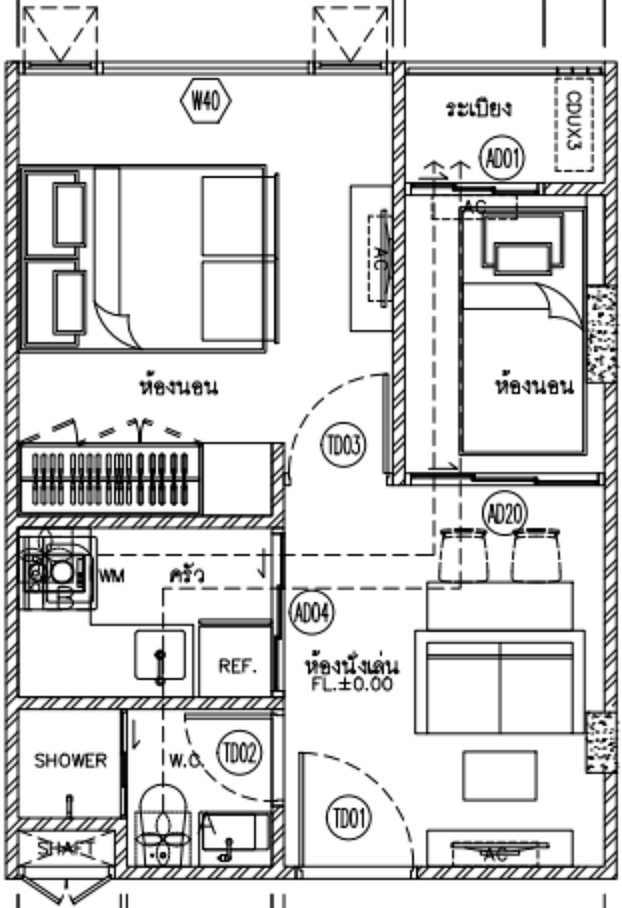 W40
ระเบียง
CDUX3
AD01
AC
AC
ห้องนอน
ห้องนอน
TD03
AD20
WM
ครัว
AD04
REF.
ห้องนั่งเล่น
FL.±0.00
SHOWER
W.C.
TD02
TD01
SHAFT
AC